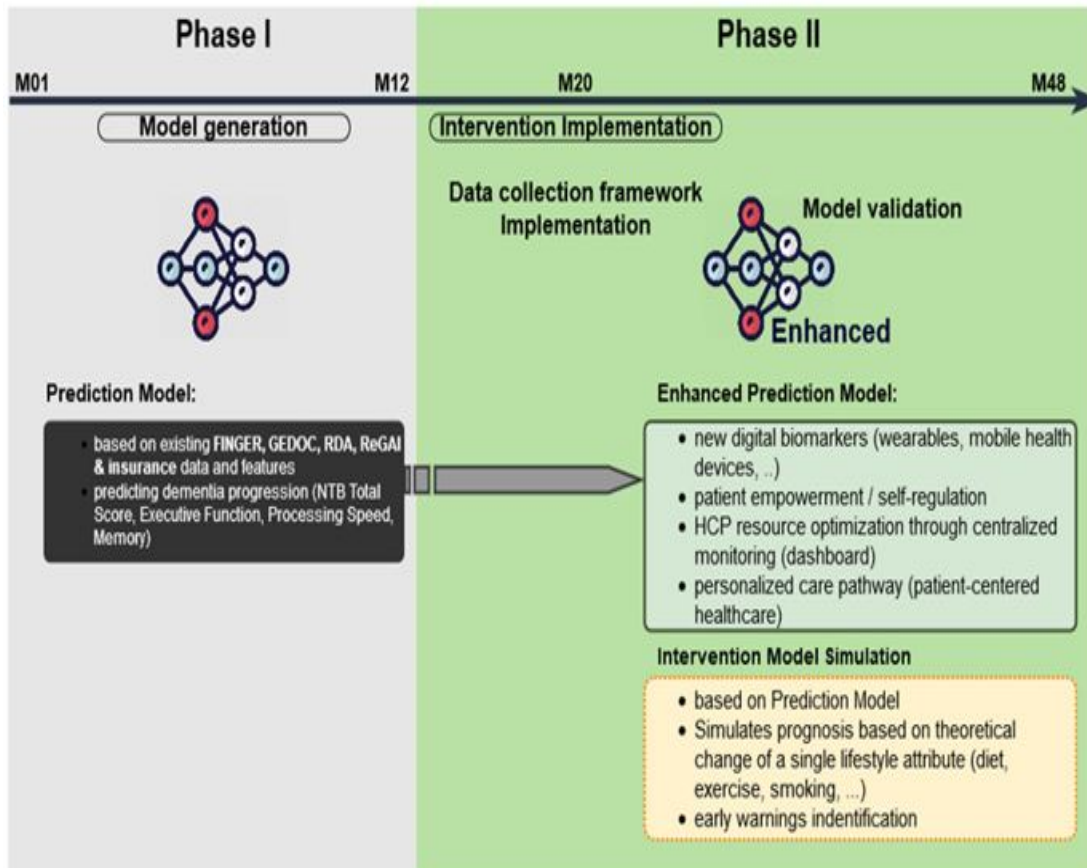 Phase I
Phase II
M01
M12
M20
M48
Model generation
Intervention Implementation
Data collection framework
Implementation
Model validation
Enhanced
Prediction Model:
• based on existing FINGER, GEDOC, RDA, ReGAI
& insurance data and features
• predicting dementia progression (NTB Total
Score, Executive Function, Processing Speed,
Memory)
Enhanced Prediction Model:
• new digital biomarkers (wearables, mobile health
devices, ..)
• patient empowerment / self-regulation
• HCP resource optimization through centralized
monitoring (dashboard)
• personalized care pathway (patient-centered
healthcare)
Intervention Model Simulation
• based on Prediction Model
• Simulates prognosis based on theoretical
change of a single lifestyle attribute (diet,
exercise, smoking, ...)
• early warnings indentification